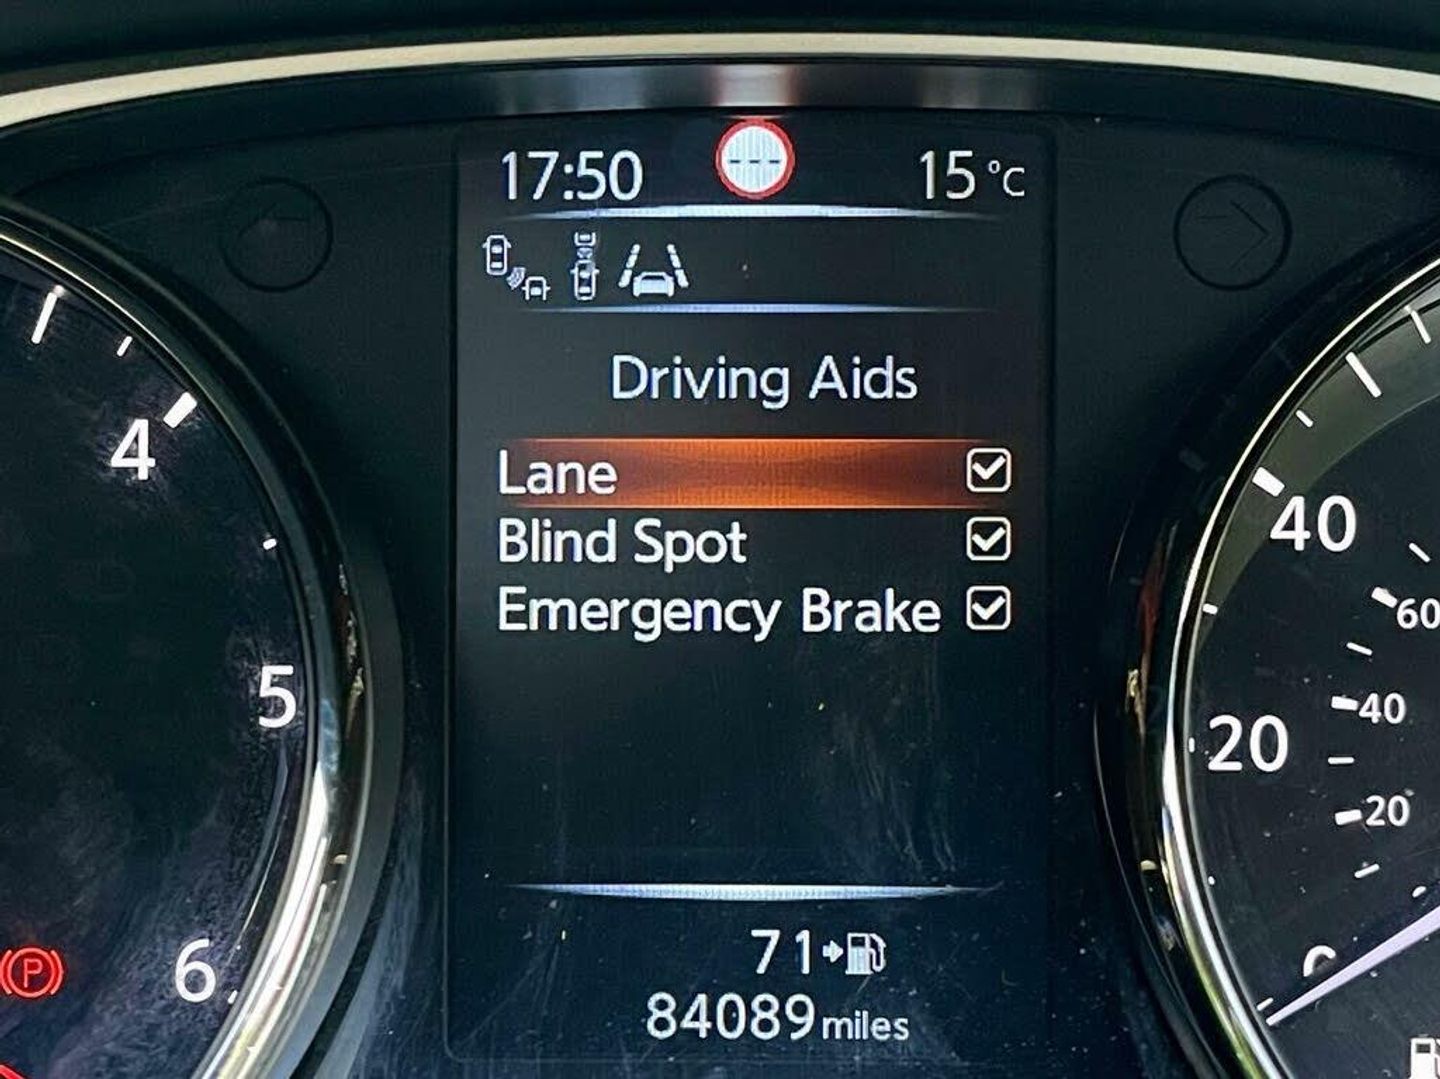 17:50 15 °C
Driving Aids
Lane
Blind Spot
Emergency Brake
71
84089 miles
4
5
6
P
40
20
0
60
40
20